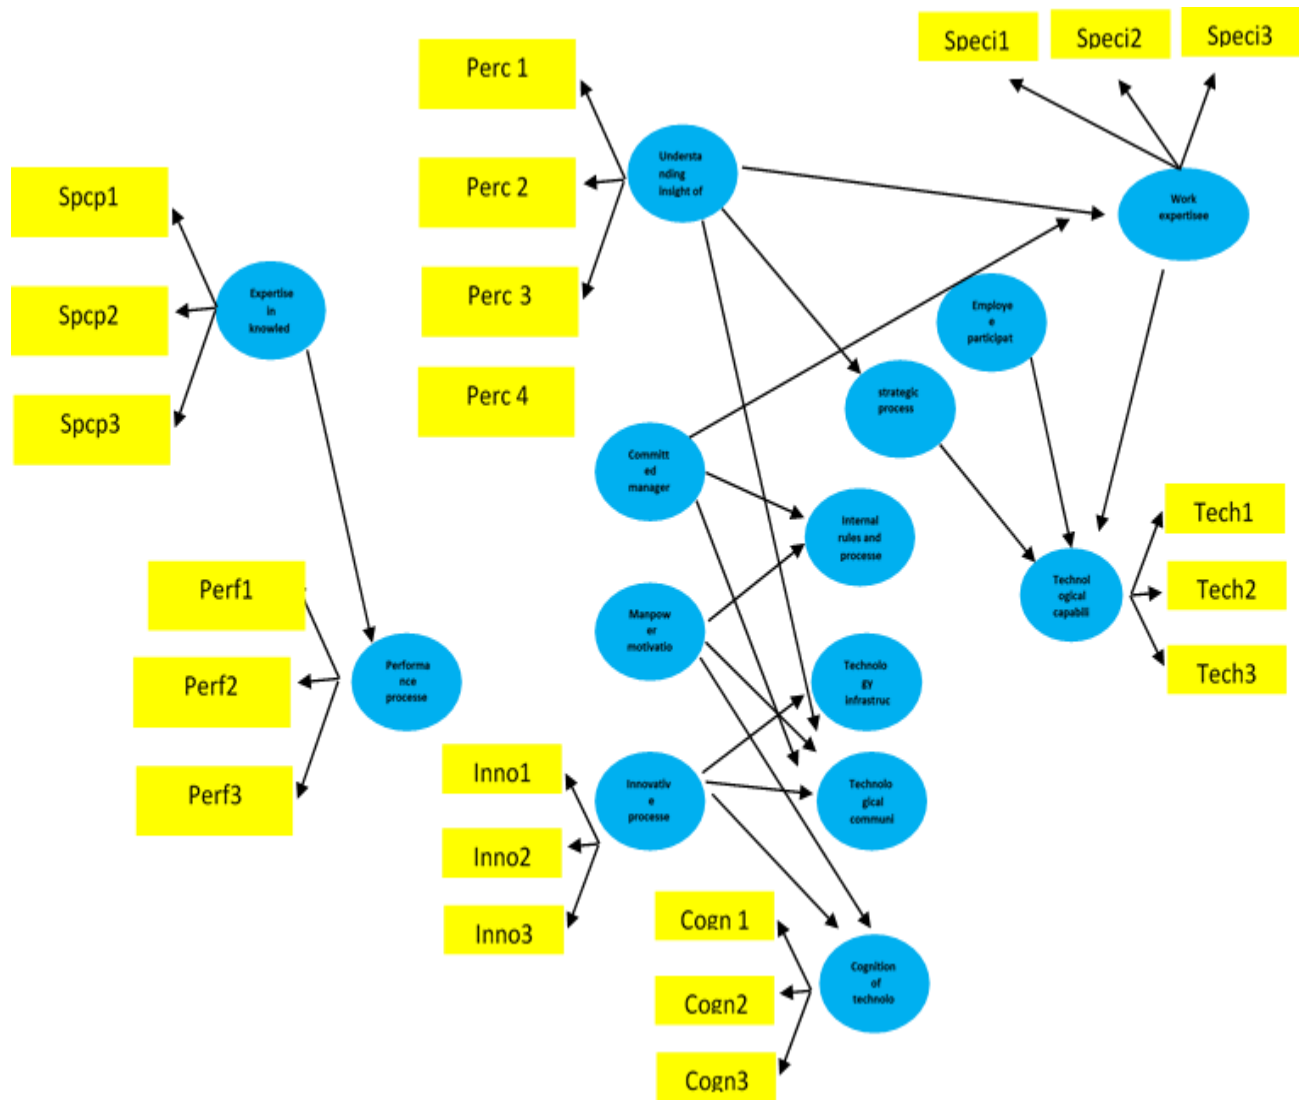 Speci1
Speci2
Speci3
Perc 1
Perc 2
Perc 3
Perc 4
Understa
nding
insight of
Work
expertisee
Spcp1
Spcp2
Spcp3
Expertise
in
knowled
Employe
e
participat
strategic
process
Committ
ed
manager
Internal
rules and
processe
Tech1
Tech2
Tech3
Technol
ogical
capabili
Manpow
er
motivatio
Perf1
Perf2
Perf3
Performa
nce
processe
Technolo
gy
infrastruc
Inno1
Inno2
Inno3
Innovativ
e
processe
Technolo
gical
communi
Cogn 1
Cogn2
Cogn3
Cognition
of
technolo